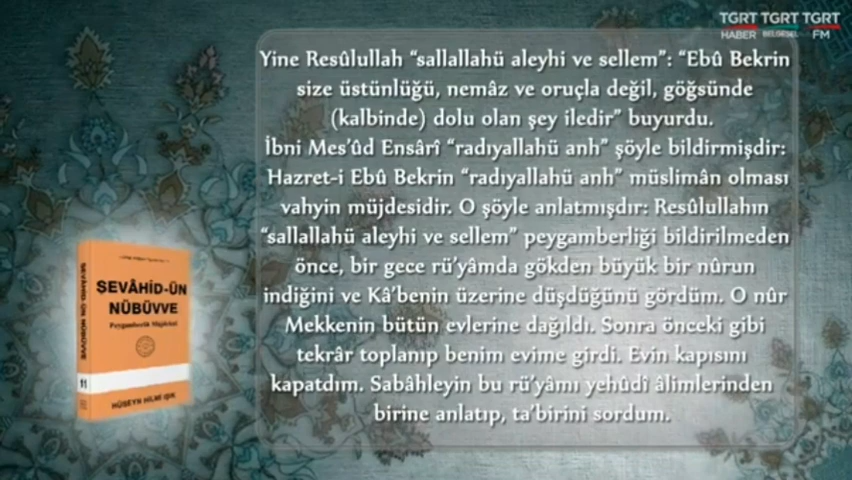 TGRT TGRT TGRT
HABER BELGESEL FM
Yine Resûlullah “sallallahü aleyhi ve sellem”: “Ebû Bekrin
size üstünlüğü, nemâz ve oruçla değil, göğsünde
(kalbinde) dolu olan şey iledir” buyurdu.
İbni Mes’ûd Ensârî “radıyallahü anh” şöyle bildirmişdir:
Hazret-i Ebû Bekrin “radıyallahü anh” müslimân olması
vahyin müjdesidir. O şöyle anlatmışdır: Resûlullahın
“sallallahü aleyhi ve sellem” peygamberliği bildirilmeden
önce, bir gece rü’yâmda gökden büyük bir nûrun
indiğini ve Kâ’benin üzerine düşdüğünü gördüm. O nûr
Mekkenin bütün evlerine dağıldı. Sonra önceki gibi
tekrâr toplanıp benim evime girdi. Evin kapısını
kapatdım. Sabâhleyin bu rü’yâmı yehûdî âlimlerinden
birine anlatıp, ta’birini sordum.
ŞEVÂHİD-ÜN
NÜBÜVVE
Peygamberlik Müjdeleri
HÜSEYN HİLMİ IŞIK
ŞEVÂHİD-ÜN NÜBÜVVE
11